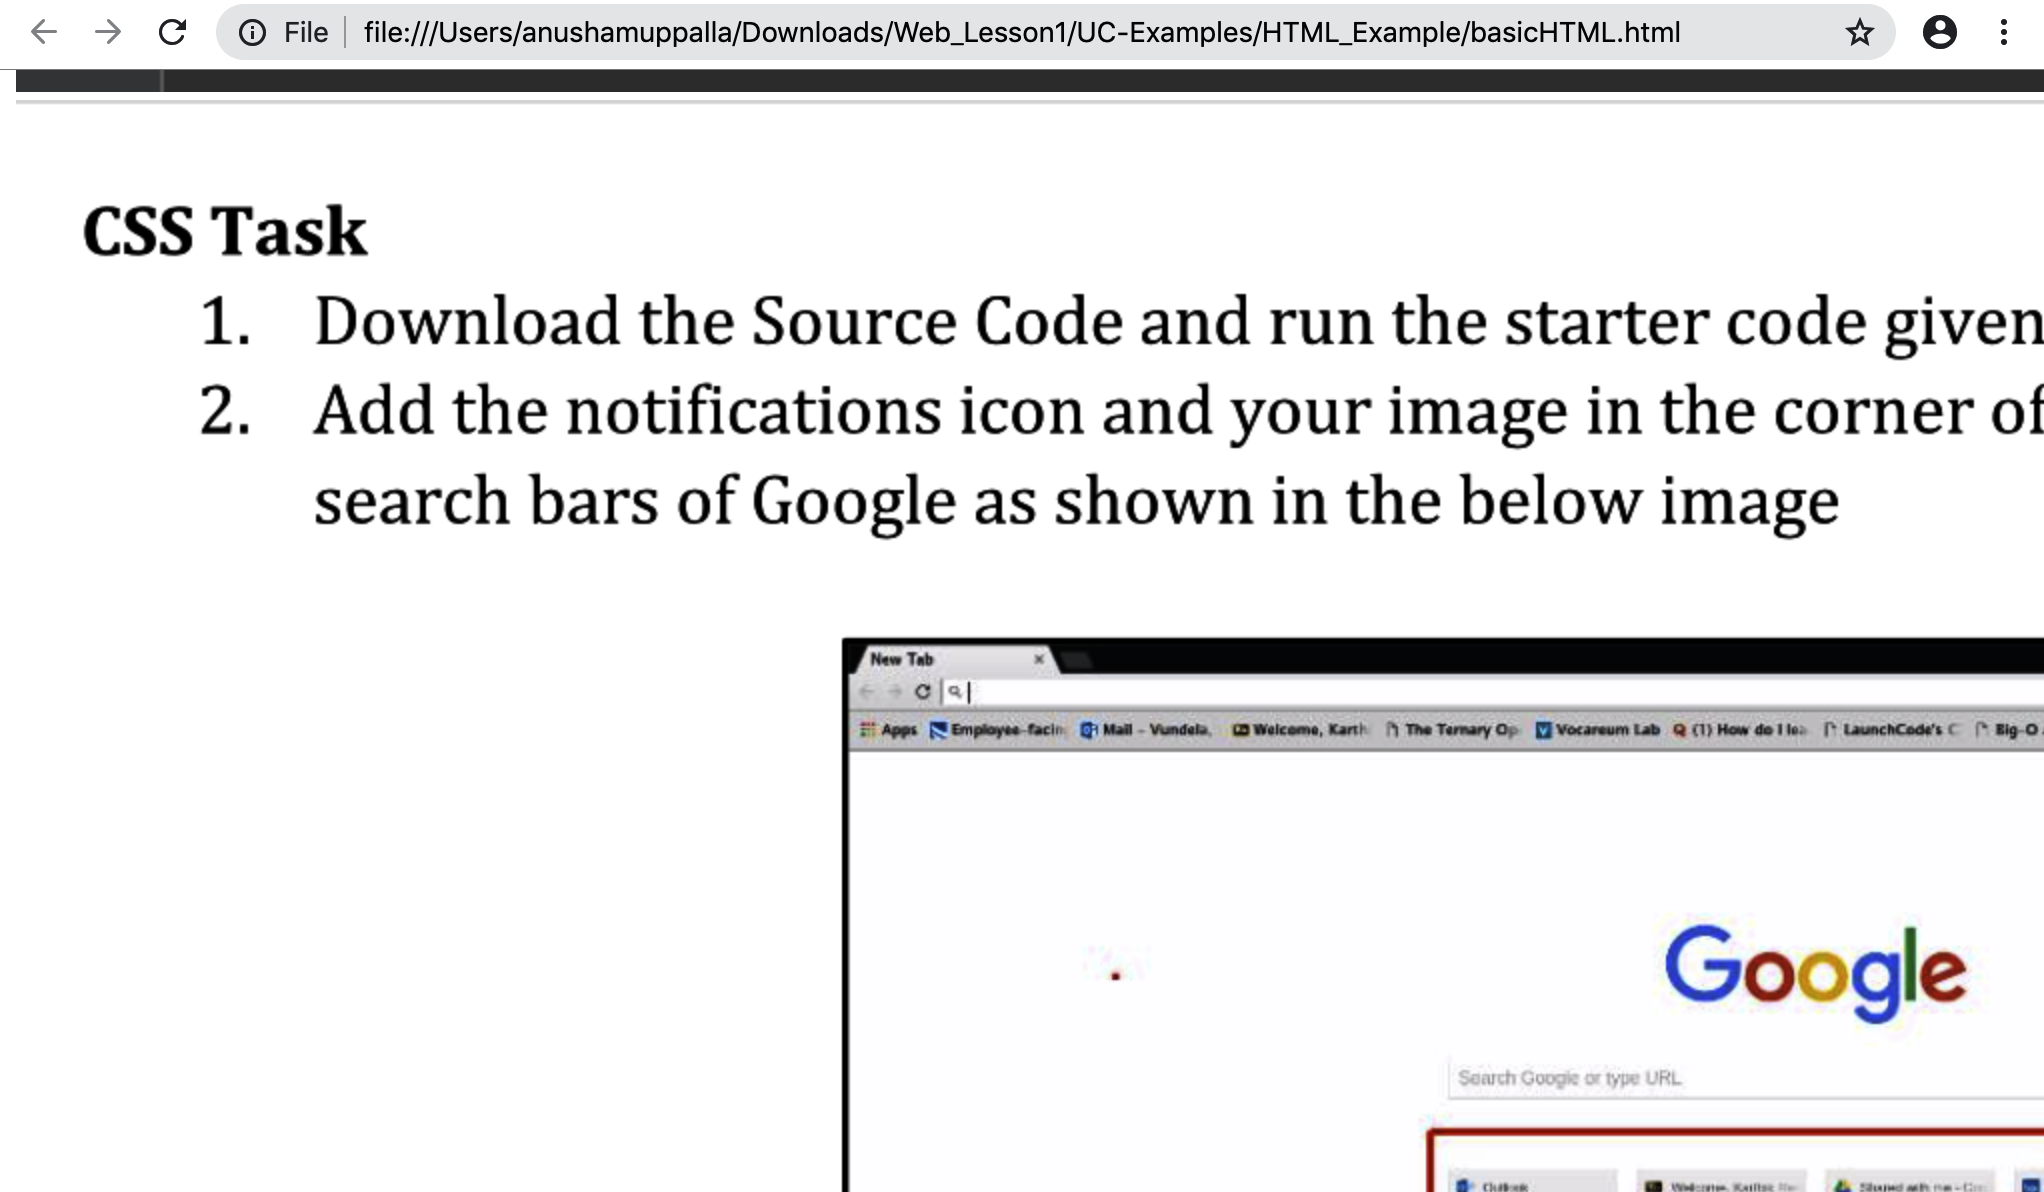 File file:///Users/anushamuppalla/Downloads/Web_Lesson1/UC-Examples/HTML_Example/basicHTML.html
CSS Task
1. Download the Source Code and run the starter code given
2. Add the notifications icon and your image in the corner of
search bars of Google as shown in the below image
New Tab
Apps Employee-facin Mail - Vundela, Welcome, Karth The Ternary Op Vocareum Lab (1) How do I lea LaunchCode's C Big-O
Google
Search Google or type URL
Outlook Welcome, Karthik Re Shared with me - Goo